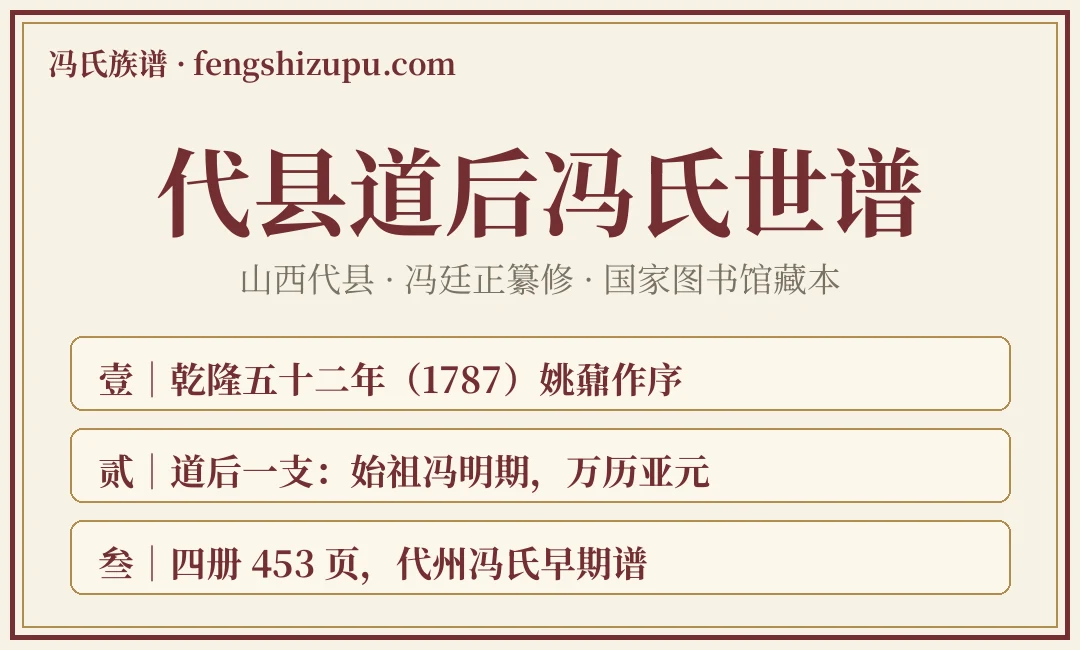 冯氏族谱 · fengshizupu.com
代县道后冯氏世谱
山西代县 · 冯廷正纂修 · 国家图书馆藏本
壹｜乾隆五十二年（1787）姚鼐作序
贰｜道后一支：始祖冯明期，万历亚元
叁｜四册 453 页，代州冯氏早期谱